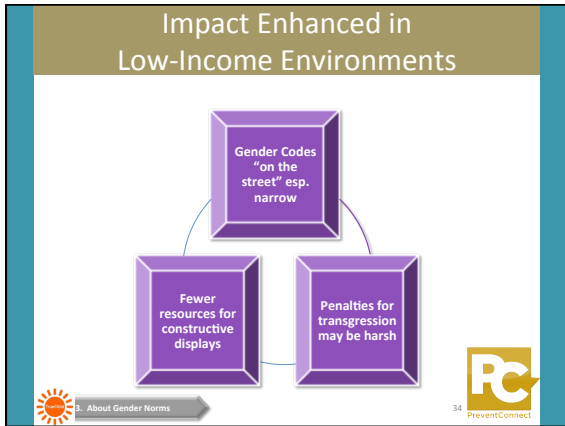 Impact Enhanced in
Low-Income Environments
Gender Codes
“on the
street” esp.
narrow
Fewer
resources for
constructive
displays
Penalties for
transgression
may be harsh
TrueChild
3. About Gender Norms
34
PC
PreventConnect